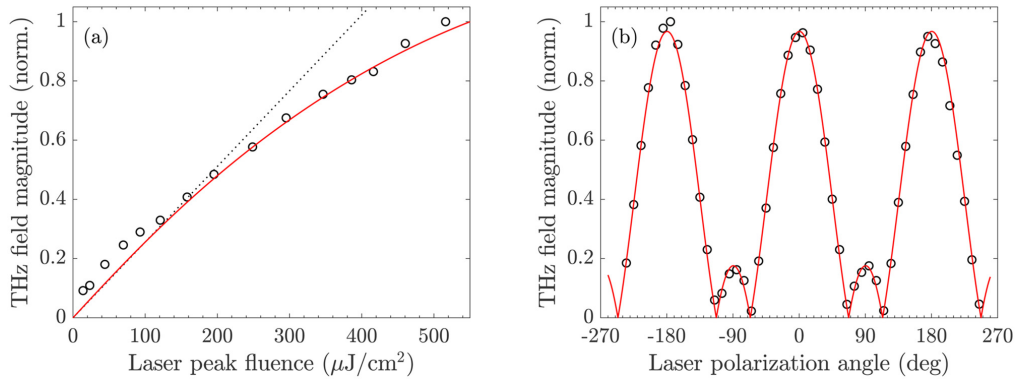 (a)
THz field magnitude (norm.)
1
0.8
0.6
0.4
0.2
0
0 100 200 300 400 500
Laser peak fluence (μJ/cm²)
(b)
THz field magnitude (norm.)
1
0.8
0.6
0.4
0.2
0
-270 -180 -90 0 90 180 270
Laser polarization angle (deg)